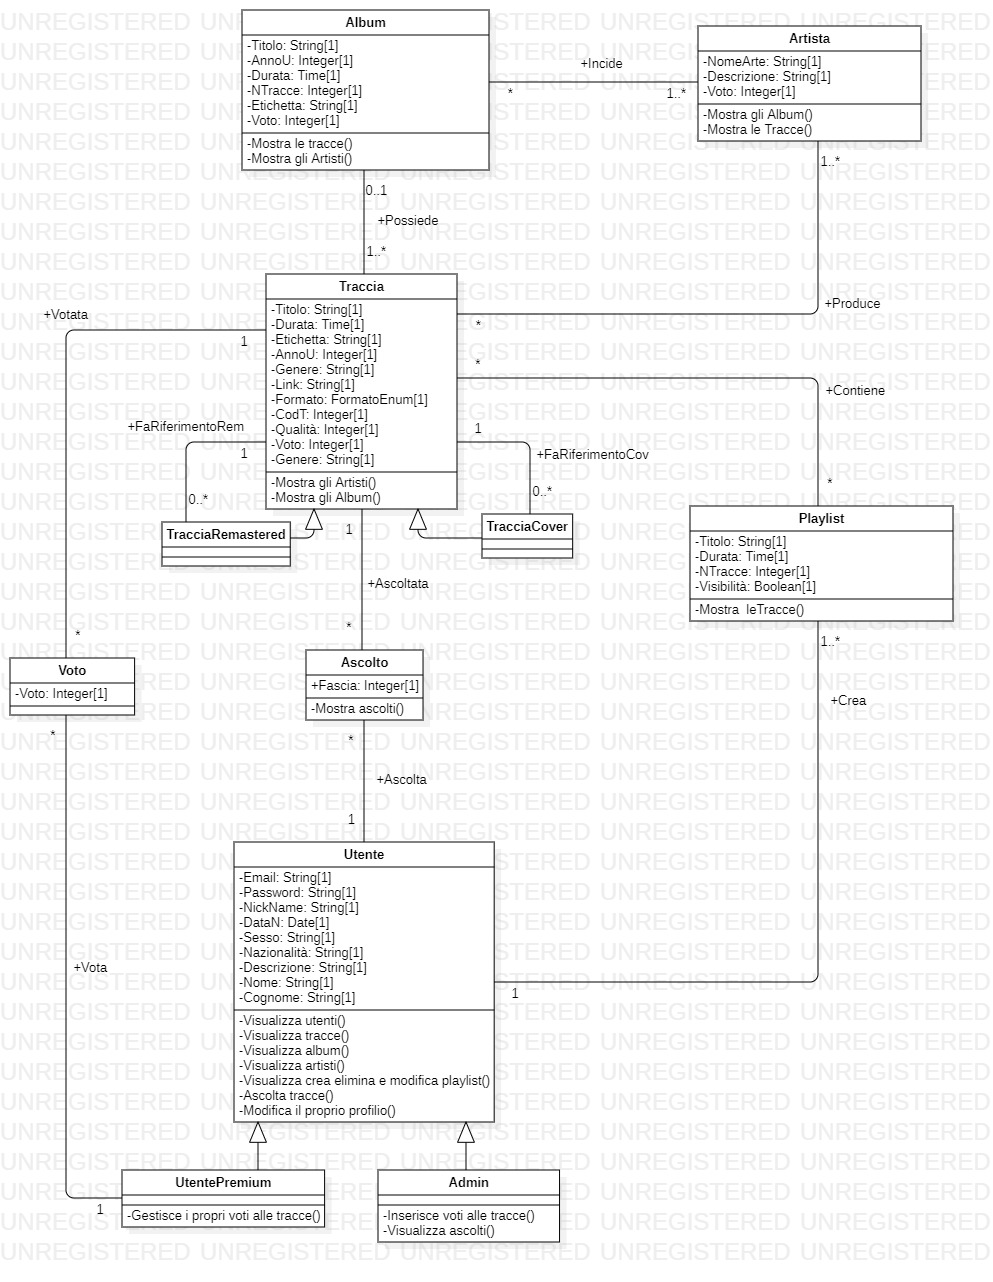 Album
-Titolo: String[1]
-AnnoU: Integer[1]
-Durata: Time[1]
-NTracce: Integer[1]
-Etichetta: String[1]
-Voto: Integer[1]
-Mostra le tracce()
-Mostra gli Artisti()
+Incide
*
1..*
Artista
-NomeArte: String[1]
-Descrizione: String[1]
-Voto: Integer[1]
-Mostra gli Album()
-Mostra le Tracce()
1..*
0..1
+Possiede
1..*
+Produce
*
Traccia
-Titolo: String[1]
-Durata: Time[1]
-Etichetta: String[1]
-AnnoU: Integer[1]
-Genere: String[1]
-Link: String[1]
-Formato: FormatoEnum[1]
-CodT: Integer[1]
-Qualità: Integer[1]
-Voto: Integer[1]
-Genere: String[1]
-Mostra gli Artisti()
-Mostra gli Album()
+Votata
1
*
+Contiene
*
+FaRiferimentoRem
1
0..*
1
+FaRiferimentoCov
0..*
TracciaRemastered
TracciaCover
Playlist
-Titolo: String[1]
-Durata: Time[1]
-NTracce: Integer[1]
-Visibilità: Boolean[1]
-Mostra  leTracce()
1
+Ascoltata
*
*
1..*
Voto
-Voto: Integer[1]
*
Ascolto
+Fascia: Integer[1]
-Mostra ascolti()
+Crea
*
+Ascolta
1
Utente
-Email: String[1]
-Password: String[1]
-NickName: String[1]
-DataN: Date[1]
-Sesso: String[1]
-Nazionalità: String[1]
-Descrizione: String[1]
-Nome: String[1]
-Cognome: String[1]
-Visualizza utenti()
-Visualizza tracce()
-Visualizza album()
-Visualizza artisti()
-Visualizza crea elimina e modifica playlist()
-Ascolta tracce()
-Modifica il proprio profilio()
+Vota
1
1
UtentePremium
-Gestisce i propri voti alle tracce()
Admin
-Inserisce voti alle tracce()
-Visualizza ascolti()
UNREGISTERED